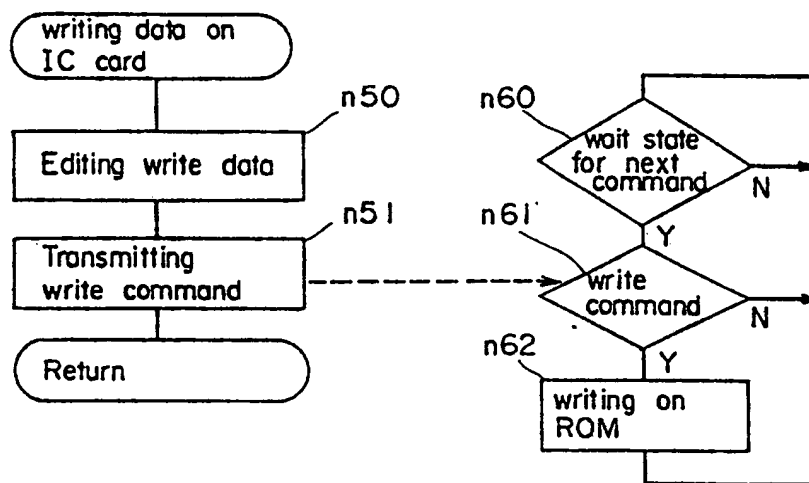 writing data on
IC card
n50
Editing write data
n51
Transmitting
write command
Return
n60
wait state
for next
command
N
Y
n61
write
command
N
Y
n62
writing on
ROM